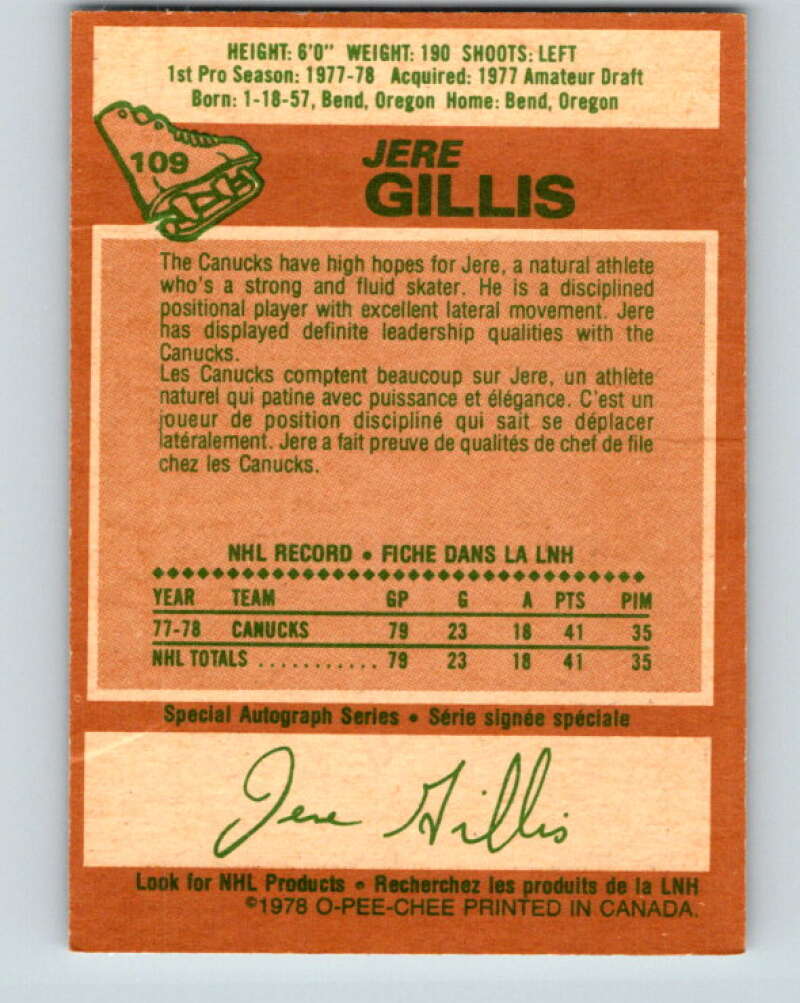 HEIGHT: 6'0" WEIGHT: 190 SHOOTS: LEFT
1st Pro Season: 1977-78 Acquired: 1977 Amateur Draft
Born: 1-18-57, Bend, Oregon Home: Bend, Oregon
109
JERE
GILLIS
The Canucks have high hopes for Jere, a natural athlete
who's a strong and fluid skater. He is a disciplined
positional player with excellent lateral movement. Jere
has displayed definite leadership qualities with the
Canucks.
Les Canucks comptent beaucoup sur Jere, un athlète
naturel qui patine avec puissance et élégance. C'est un
joueur de position discipliné qui sait se déplacer
latéralement. Jere a fait preuve de qualités de chef de file
chez les Canucks.
NHL RECORD • FICHE DANS LA LNH
YEAR TEAM GP G A PTS PIM
77-78 CANUCKS 79 23 18 41 35
NHL TOTALS ........... 79 23 18 41 35
Special Autograph Series • Série signée spéciale
Jere Gillis
Look for NHL Products • Recherchez les produits de la LNH
©1978 O-PEE-CHEE PRINTED IN CANADA.